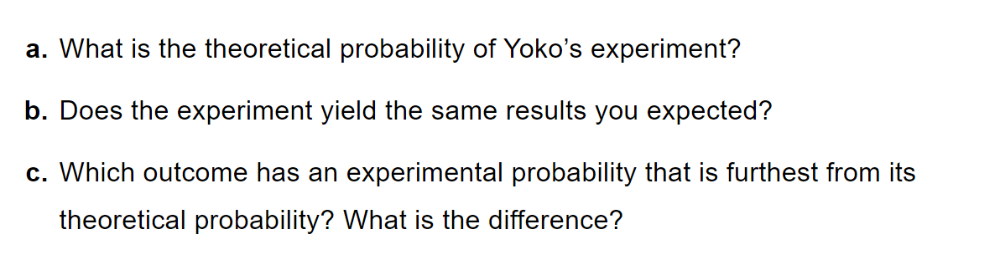 a. What is the theoretical probability of Yoko’s experiment?
b. Does the experiment yield the same results you expected?
c. Which outcome has an experimental probability that is furthest from its
theoretical probability? What is the difference?